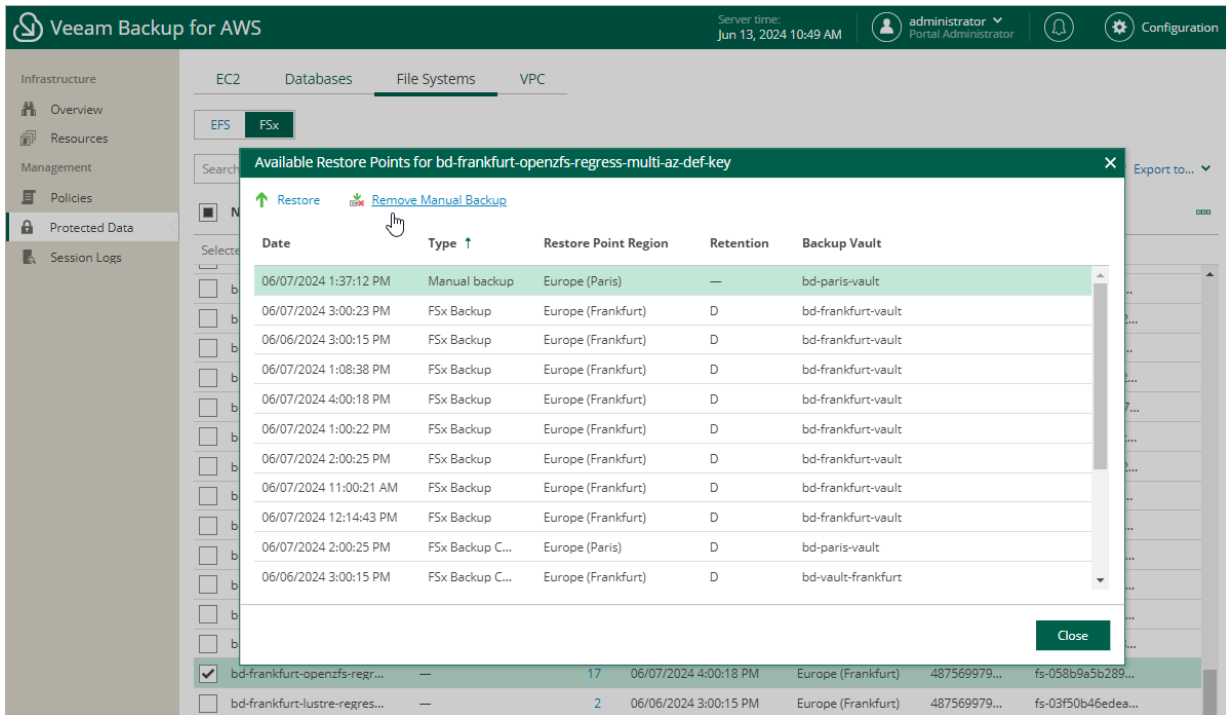 Veeam Backup for AWS
Server time:
Jun 13, 2024 10:49 AM
administrator
Portal Administrator
Configuration
Infrastructure
Overview
Resources
Management
Policies
Protected Data
Session Logs
EC2 Databases File Systems VPC
EFS FSx
Search
Export to...
Available Restore Points for bd-frankfurt-openzfs-regress-multi-az-def-key
Restore Remove Manual Backup
Date Type ↑ Restore Point Region Retention Backup Vault
06/07/2024 1:37:12 PM Manual backup Europe (Paris) — bd-paris-vault
06/07/2024 3:00:23 PM FSx Backup Europe (Frankfurt) D bd-frankfurt-vault
06/06/2024 3:00:15 PM FSx Backup Europe (Frankfurt) D bd-frankfurt-vault
06/07/2024 1:08:38 PM FSx Backup Europe (Frankfurt) D bd-frankfurt-vault
06/07/2024 4:00:18 PM FSx Backup Europe (Frankfurt) D bd-frankfurt-vault
06/07/2024 1:00:22 PM FSx Backup Europe (Frankfurt) D bd-frankfurt-vault
06/07/2024 2:00:25 PM FSx Backup Europe (Frankfurt) D bd-frankfurt-vault
06/07/2024 11:00:21 AM FSx Backup Europe (Frankfurt) D bd-frankfurt-vault
06/07/2024 12:14:43 PM FSx Backup Europe (Frankfurt) D bd-frankfurt-vault
06/07/2024 2:00:25 PM FSx Backup C... Europe (Paris) D bd-paris-vault
06/06/2024 3:00:15 PM FSx Backup C... Europe (Frankfurt) D bd-vault-frankfurt
Close
bd-frankfurt-openzfs-regr... — 17 06/07/2024 4:00:18 PM Europe (Frankfurt) 487569979... fs-058b9a5b289...
bd-frankfurt-lustre-regres... — 2 06/06/2024 3:00:15 PM Europe (Frankfurt) 487569979... fs-03f50b46edea...